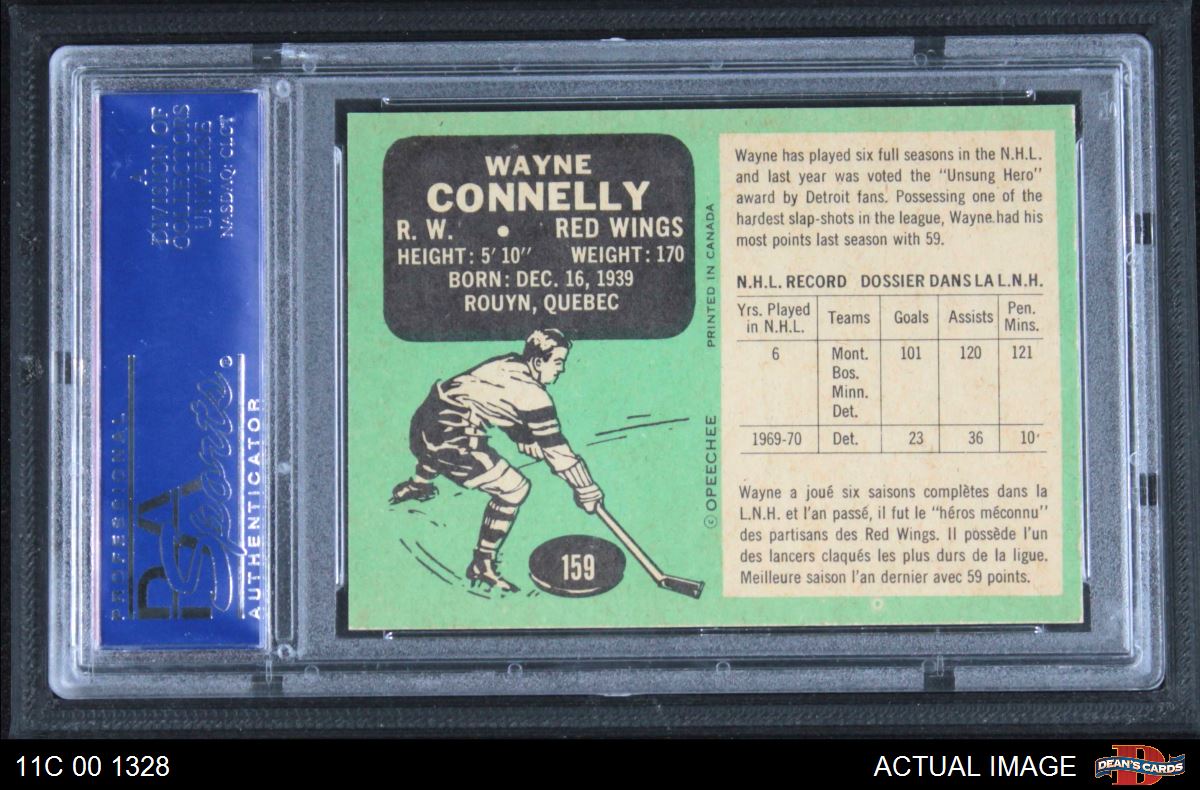 A
DIVISION OF
COLLECTORS
UNIVERSE
NASDAQ: CLCT
PROFESSIONAL
PSA
Sports
AUTHENTICATOR
WAYNE
CONNELLY
R. W. • RED WINGS
HEIGHT: 5' 10" WEIGHT: 170
BORN: DEC. 16, 1939
ROUYN, QUEBEC
159
© OPEECHEE PRINTED IN CANADA
Wayne has played six full seasons in the N.H.L.
and last year was voted the "Unsung Hero"
award by Detroit fans. Possessing one of the
hardest slap-shots in the league, Wayne.had his
most points last season with 59.
N.H.L. RECORD DOSSIER DANS LA L.N.H.
Yrs. Played
in N.H.L. Teams Goals Assists Pen.
Mins.
6 Mont. 101 120 121
Bos.
Minn.
Det.
1969-70 Det. 23 36 10
Wayne a joué six saisons complètes dans la
L.N.H. et l'an passé, il fut le "héros méconnu"
des partisans des Red Wings. Il possède l'un
des lancers claqués les plus durs de la ligue.
Meilleure saison l'an dernier avec 59 points.
11C 00 1328
ACTUAL IMAGE
DEAN'S CARDS